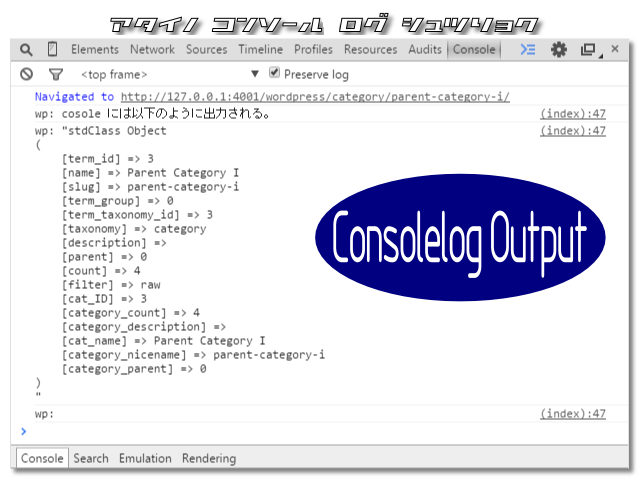 アタイノ コンソール ログ シュツリョク
Elements Network Sources Timeline Profiles Resources Audits Console
<top frame> ▼ Preserve log
Navigated to http://127.0.0.1:4001/wordpress/category/parent-category-i/
wp: cosole には以下のように出力される。 (index):47
wp: "stdClass Object (index):47
(
[term_id] => 3
[name] => Parent Category I
[slug] => parent-category-i
[term_group] => 0
[term_taxonomy_id] => 3
[taxonomy] => category
[description] =>
[parent] => 0
[count] => 4
[filter] => raw
[cat_ID] => 3
[category_count] => 4
[category_description] =>
[cat_name] => Parent Category I
[category_nicename] => parent-category-i
[category_parent] => 0
)
"
wp: (index):47
>
Consolelog Output
Console Search Emulation Rendering